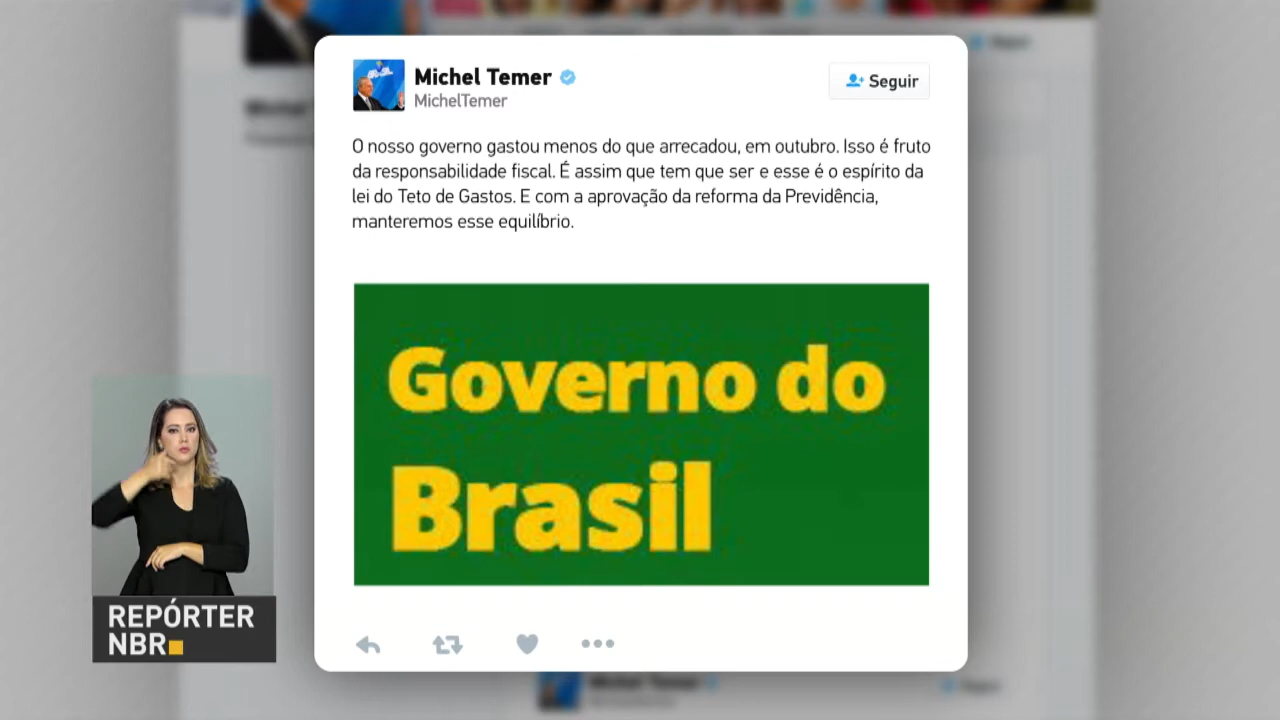 Michel Temer
MichelTemer
Seguir
O nosso governo gastou menos do que arrecadou, em outubro. Isso é fruto
da responsabilidade fiscal. É assim que tem que ser e esse é o espírito da
lei do Teto de Gastos. E com a aprovação da reforma da Previdência,
manteremos esse equilíbrio.
Governo do
Brasil
REPÓRTER
NBR